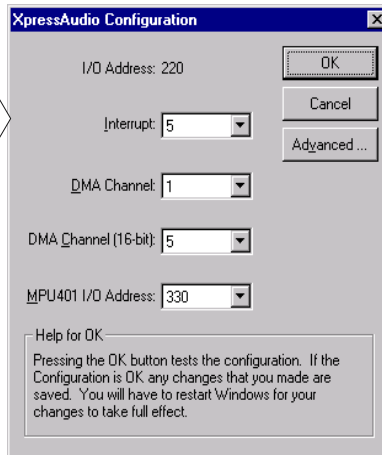 XpressAudio Configuration
I/O Address: 220
OK
Cancel
Interrupt: 5
Advanced ...
DMA Channel: 1
DMA Channel (16-bit): 5
MPU401 I/O Address: 330
Help for OK
Pressing the OK button tests the configuration. If the
Configuration is OK any changes that you made are
saved. You will have to restart Windows for your
changes to take full effect.